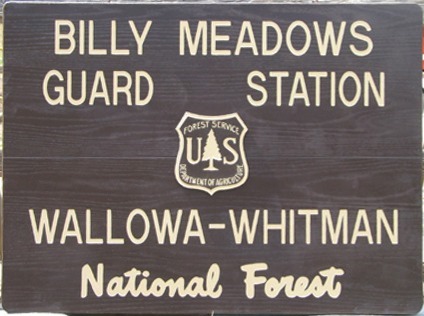 BILLY MEADOWS
GUARD STATION
FOREST SERVICE
U S
DEPARTMENT OF AGRICULTURE
WALLOWA-WHITMAN
National Forest